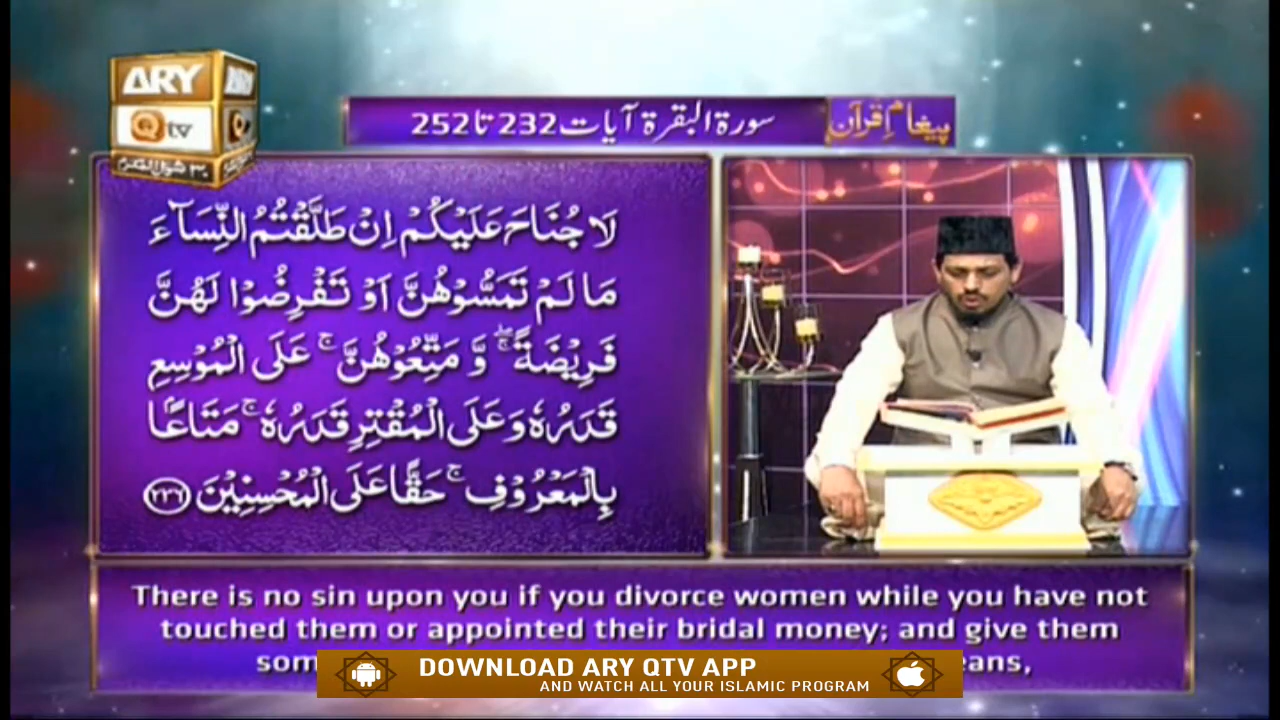 ARY
Q tv
سورۃ البقرۃ آیات 232 تا 252
پیغامِ قرآن
لَا جُنَاحَ عَلَیْكُمْ اِنْ طَلَّقْتُمُ النِّسَآءَ
مَا لَمْ تَمَسُّوْهُنَّ اَوْ تَفْرِضُوْا لَهُنَّ
فَرِیْضَةً ۖۚ وَّ مَتِّعُوْهُنَّ ۚ عَلَى الْمُوْسِعِ
قَدَرُهٗ وَ عَلَى الْمُقْتِرِ قَدَرُهٗ ۚ مَتَاعًۢا
بِالْمَعْرُوْفِ ۚ حَقًّا عَلَى الْمُحْسِنِیْنَ ﴿۲۳۶﴾
There is no sin upon you if you divorce women while you have not
touched them or appointed their bridal money; and give them
DOWNLOAD ARY QTV APP
AND WATCH ALL YOUR ISLAMIC PROGRAM